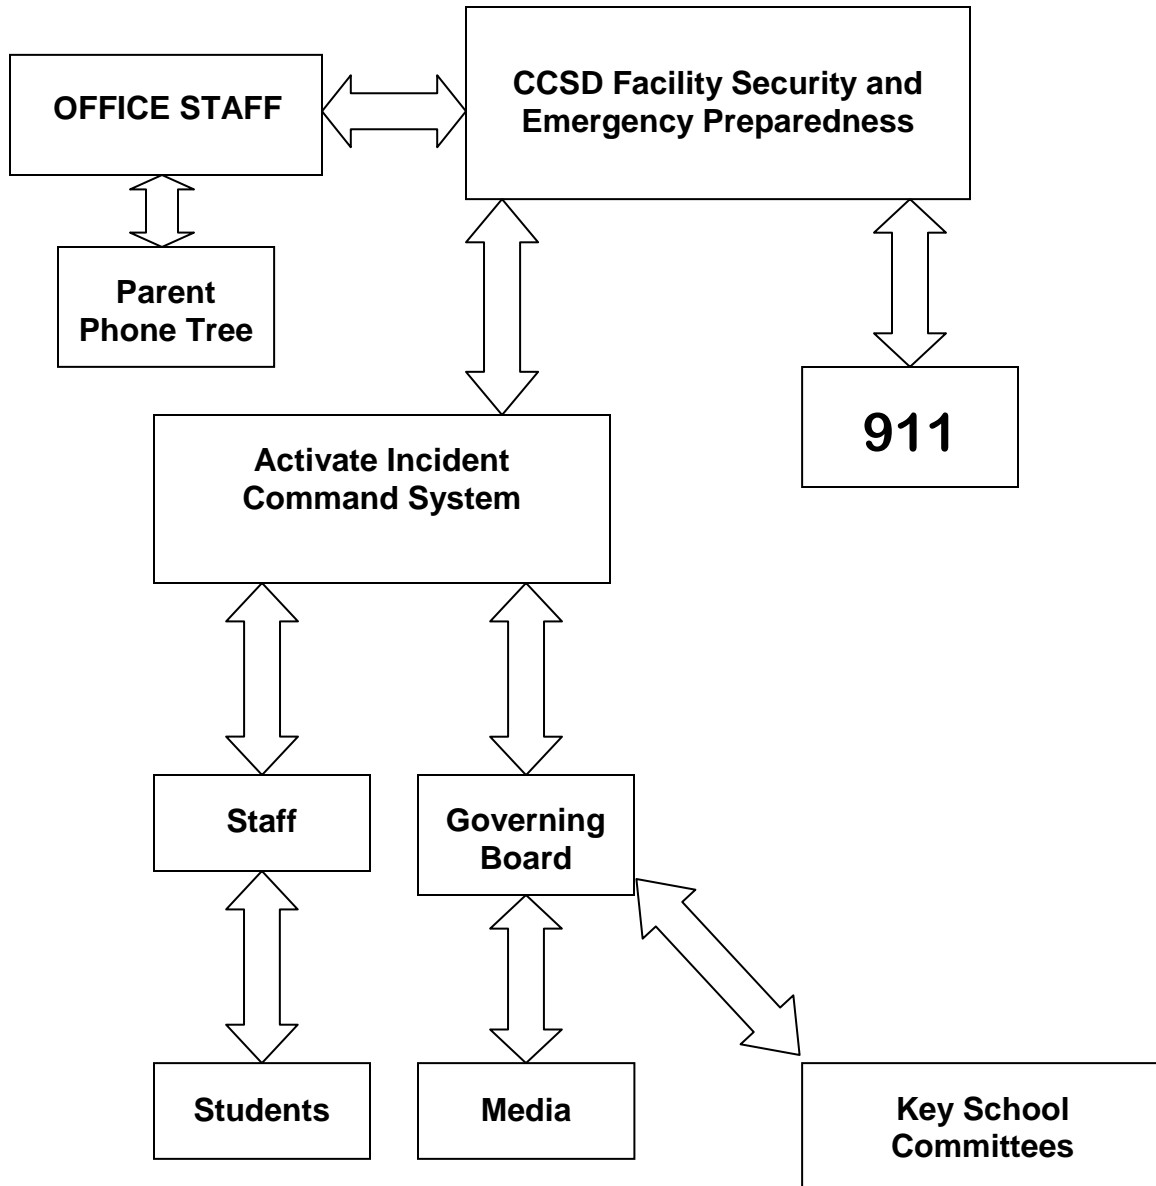 OFFICE STAFF
CCSD Facility Security and
Emergency Preparedness
Parent
Phone Tree
911
Activate Incident
Command System
Staff
Governing
Board
Students
Media
Key School
Committees